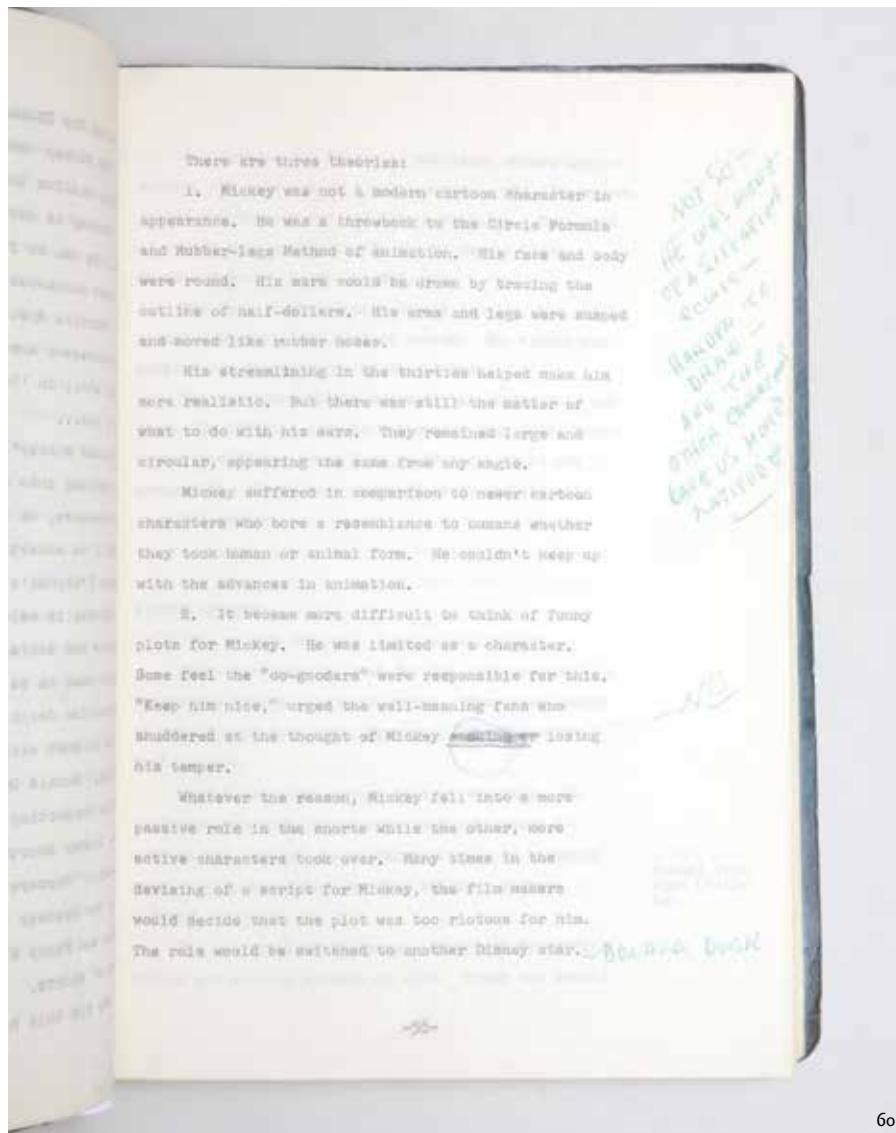 There are three theories:
1. Mickey was not a modern cartoon character in
appearance. He was a throwback to the Circle Formula
and Rubber-legs Method of animation. His face and body
were round. His ears could be drawn by tracing the
outline of half-dollars. His arms and legs were shaped
and moved like rubber hoses.
His streamlining in the thirties helped make him
more realistic. But there was still the matter of
what to do with his ears. They remained large and
circular, appearing the same from any angle.
Mickey suffered in comparison to newer cartoon
characters who bore a resemblance to humans whether
they took human or animal form. He couldn't keep up
with the advances in animation.
2. It became more difficult to think of funny
plots for Mickey. He was limited as a character.
Some feel the "do-gooders" were responsible for this.
"Keep him nice," urged the well-meaning fans who
shuddered at the thought of Mickey smoking or losing
his temper.
Whatever the reason, Mickey fell into a more
passive role in the shorts while the other, more
active characters took over. Many times in the
devising of a script for Mickey, the film makers
would decide that the plot was too riotous for him.
The role would be switched to another Disney star. DONALD DUCK
-55-
NOT SO —
HE WAS MORE
OF A SITUATION
COMIC —
HARDER TO
DRAW —
THE
OTHER CHARACTERS
GAVE US MORE
LATITUDE
NO
60